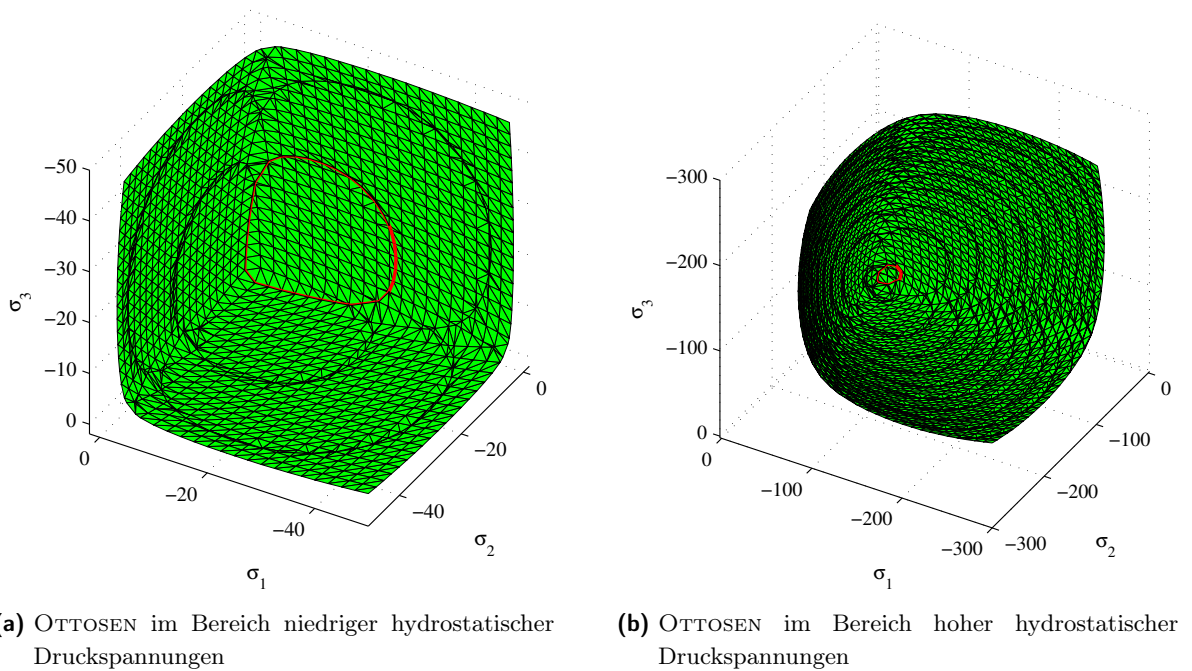 −50
−40
−30
−20
−10
0
σ3
0
−20
−40
σ1
0
−20
−40
σ2
−300
−200
−100
0
σ3
0
−100
−200
−300
σ1
0
−100
−200
−300
σ2
(a) OTTOSEN im Bereich niedriger hydrostatischer
Druckspannungen
(b) OTTOSEN im Bereich hoher hydrostatischer
Druckspannungen